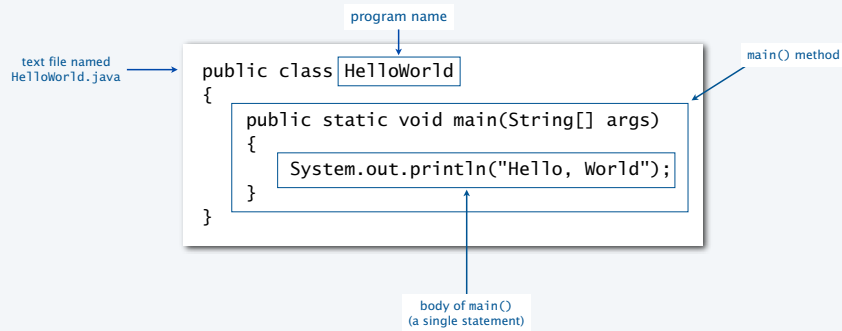 program name
text file named
HelloWorld.java
main() method
public class HelloWorld
{
public static void main(String[] args)
{
System.out.println("Hello, World");
}
}
body of main()
(a single statement)